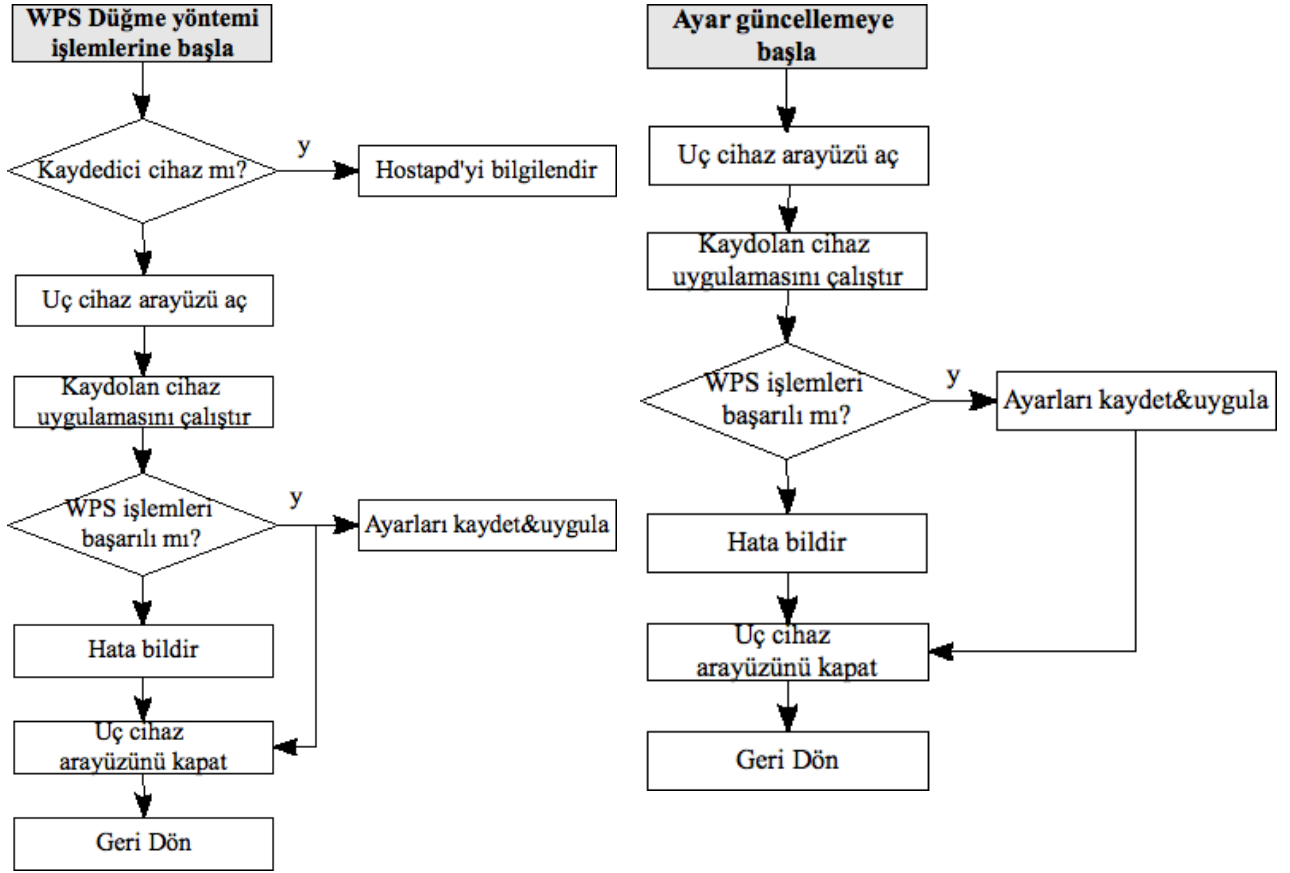 WPS Düğme yöntemi
işlemlerine başla
Kaydedici cihaz mı?
y
Hostapd'yi bilgilendir
Uç cihaz arayüzü aç
Kaydolan cihaz
uygulamasını çalıştır
WPS işlemleri
başarılı mı?
y
Ayarları kaydet&uygula
Hata bildir
Uç cihaz
arayüzünü kapat
Geri Dön
Ayar güncellemeye
başla
Uç cihaz arayüzü aç
Kaydolan cihaz
uygulamasını çalıştır
WPS işlemleri
başarılı mı?
y
Ayarları kaydet&uygula
Hata bildir
Uç cihaz
arayüzünü kapat
Geri Dön